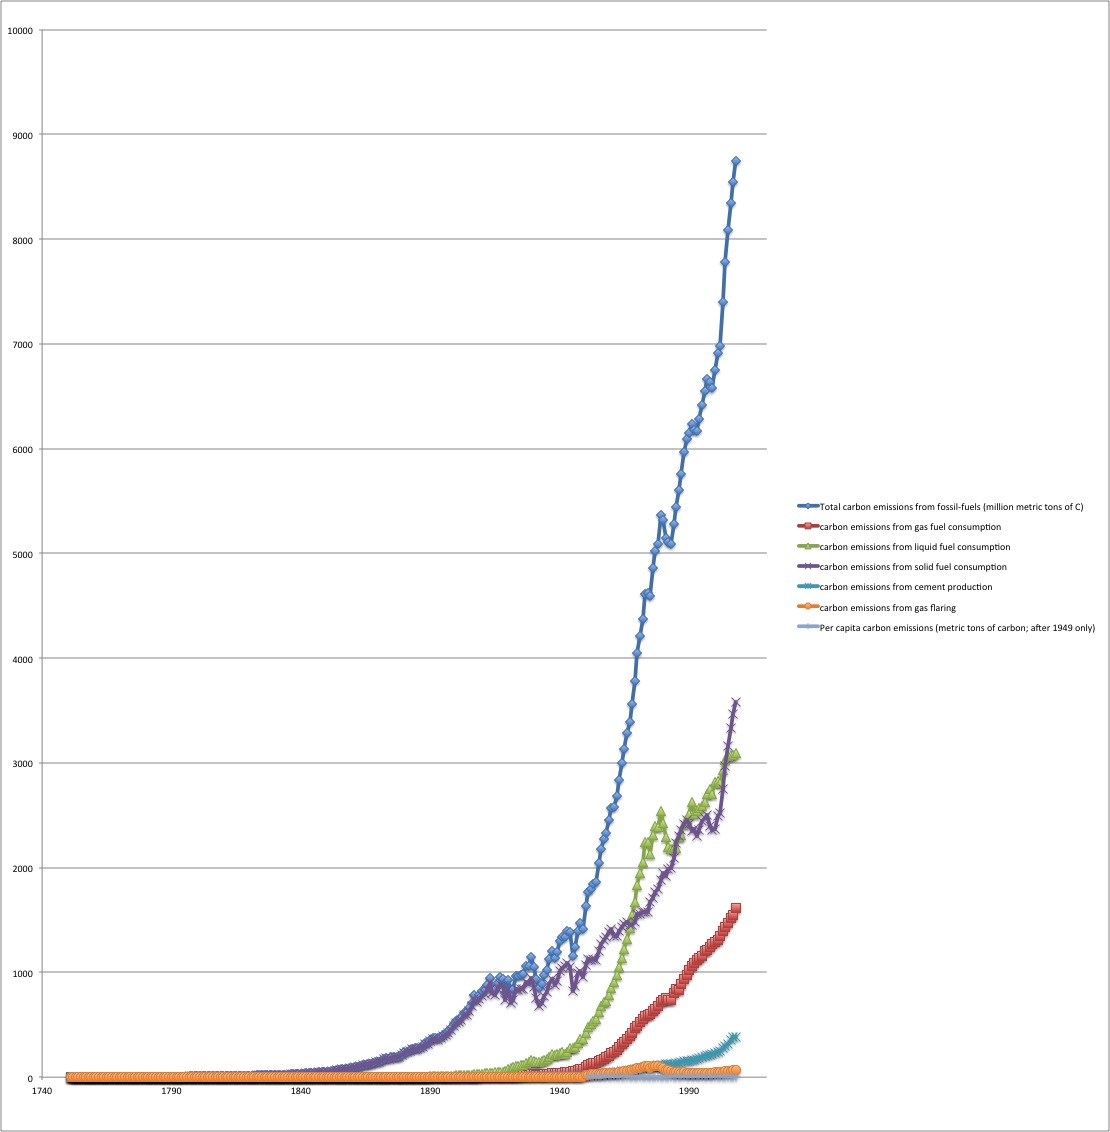 10000
9000
8000
7000
6000
5000
4000
3000
2000
1000
0
1740 1790 1840 1890 1940 1990
Total carbon emissions from fossil-fuels (million metric tons of C)
carbon emissions from gas fuel consumption
carbon emissions from liquid fuel consumption
carbon emissions from solid fuel consumption
carbon emissions from cement production
carbon emissions from gas flaring
Per capita carbon emissions (metric tons of carbon; after 1949 only)